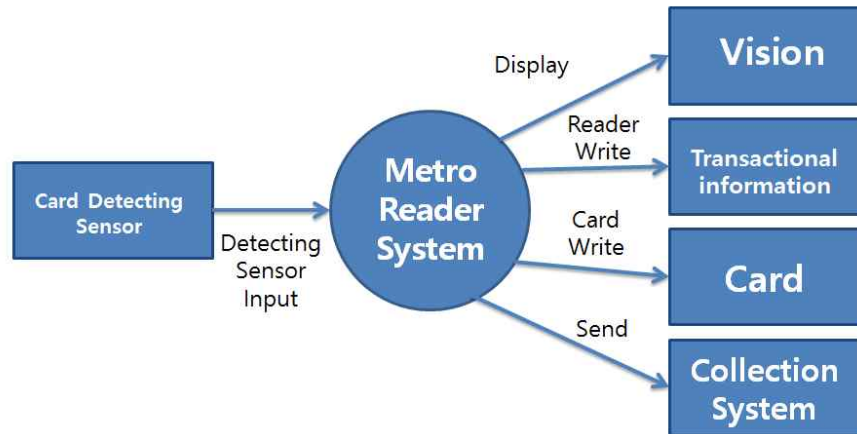 Card Detecting
Sensor
Detecting
Sensor
Input
Metro
Reader
System
Display
Reader
Write
Card
Write
Send
Vision
Transactional
information
Card
Collection
System